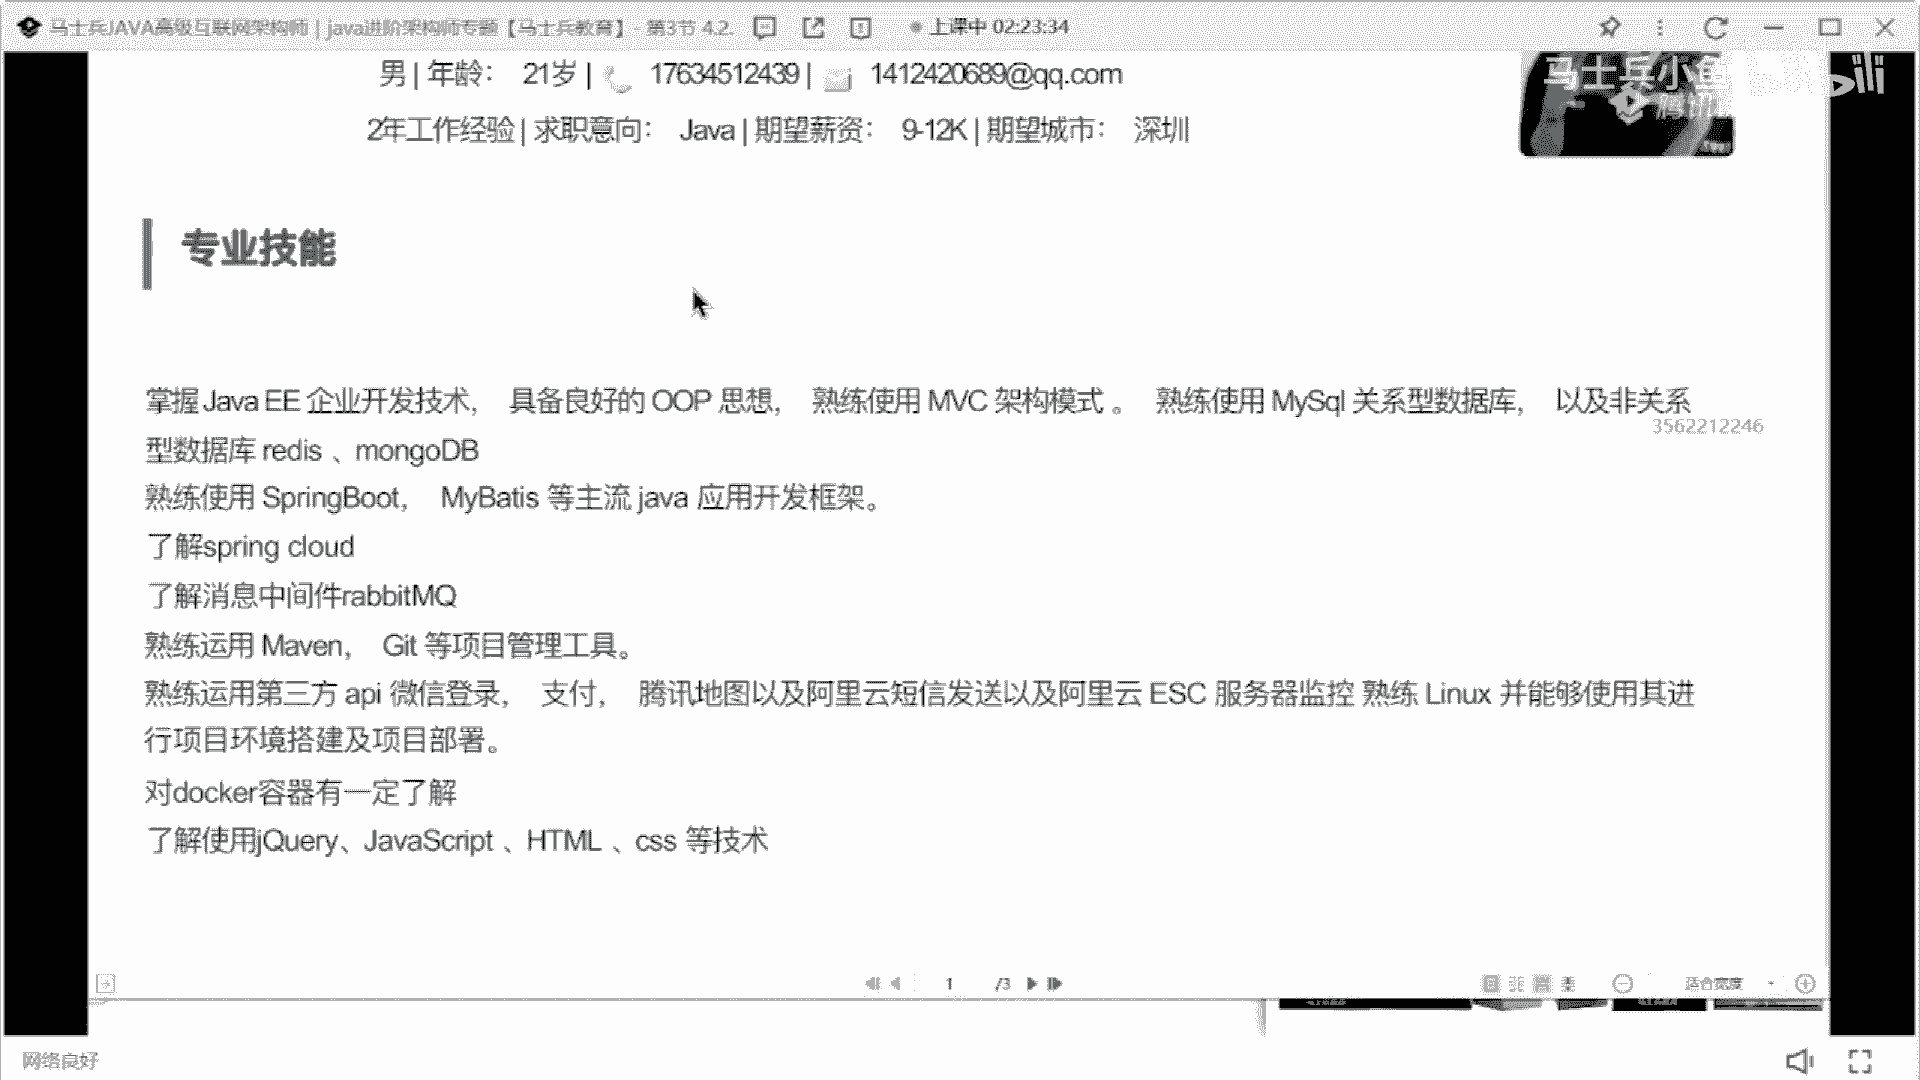 马士兵JAVA高级互联网架构师 | java进阶架构师专题【马士兵教育】- 第3节 4.2. 上课中 02:23:34
男 | 年龄： 21岁 | 17634512439 | 1412420689@qq.com
马士兵小鱼
2年工作经验 | 求职意向： Java | 期望薪资： 9-12K | 期望城市： 深圳
专业技能
掌握 Java EE 企业开发技术， 具备良好的 OOP 思想， 熟练使用 MVC 架构模式 。 熟练使用 MySql 关系型数据库， 以及非关系
3562212246
型数据库 redis 、mongoDB
熟练使用 SpringBoot， MyBatis 等主流 java 应用开发框架。
了解spring cloud
了解消息中间件rabbitMQ
熟练运用 Maven， Git 等项目管理工具。
熟练运用第三方 api 微信登录， 支付， 腾讯地图以及阿里云短信发送以及阿里云 ESC 服务器监控 熟练 Linux 并能够使用其进
行项目环境搭建及项目部署。
对docker容器有一定了解
了解使用jQuery、JavaScript 、HTML 、css 等技术
1 /3 适合宽度
网络良好